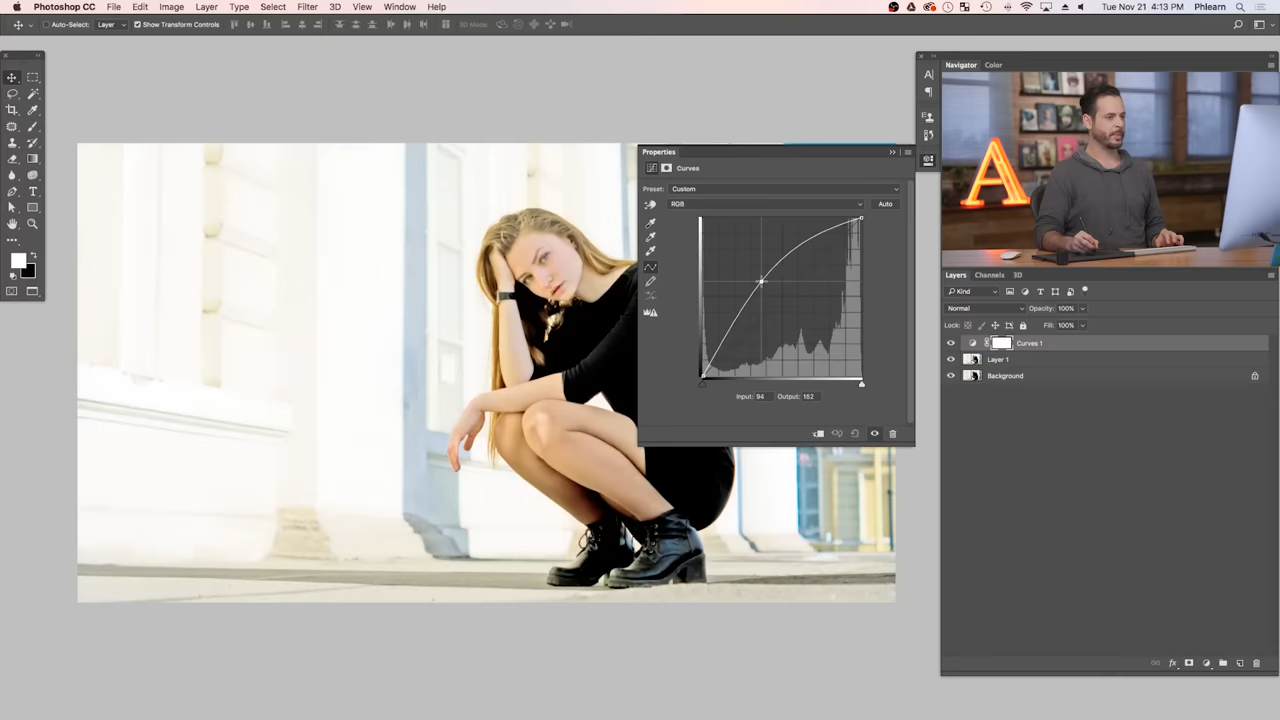 Photoshop CC File Edit Image Layer Type Select Filter 3D View Window Help Tue Nov 21 4:13 PM Phlearn
Auto-Select: Layer Show Transform Controls 3D Mode:
Navigator Color
A
Properties
Curves
Preset: Custom
RGB Auto
Input: 94 Output: 152
Layers Channels 3D
Kind
Normal Opacity: 100%
Lock: Fill: 100%
Curves 1
Layer 1
Background